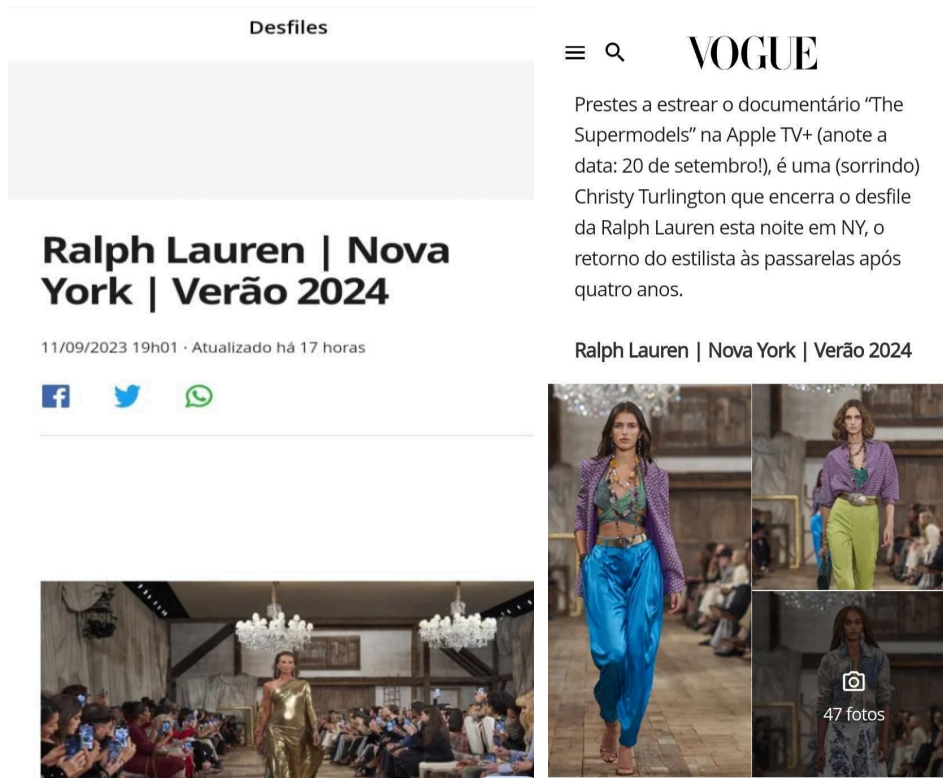 Desfiles
Ralph Lauren | Nova
York | Verão 2024
11/09/2023 19h01 · Atualizado há 17 horas
VOGUE
Prestes a estrear o documentário “The
Supermodels” na Apple TV+ (anote a
data: 20 de setembro!), é uma (sorrindo)
Christy Turlington que encerra o desfile
da Ralph Lauren esta noite em NY, o
retorno do estilista às passarelas após
quatro anos.
Ralph Lauren | Nova York | Verão 2024
47 fotos